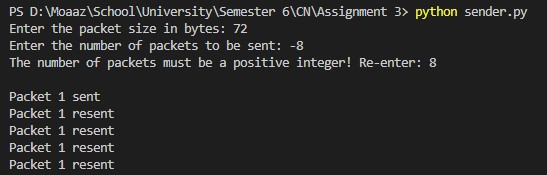 PS D:\Moaaz\School\University\Semester 6\CN\Assignment 3> python sender.py
Enter the packet size in bytes: 72
Enter the number of packets to be sent: -8
The number of packets must be a positive integer! Re-enter: 8
Packet 1 sent
Packet 1 resent
Packet 1 resent
Packet 1 resent
Packet 1 resent